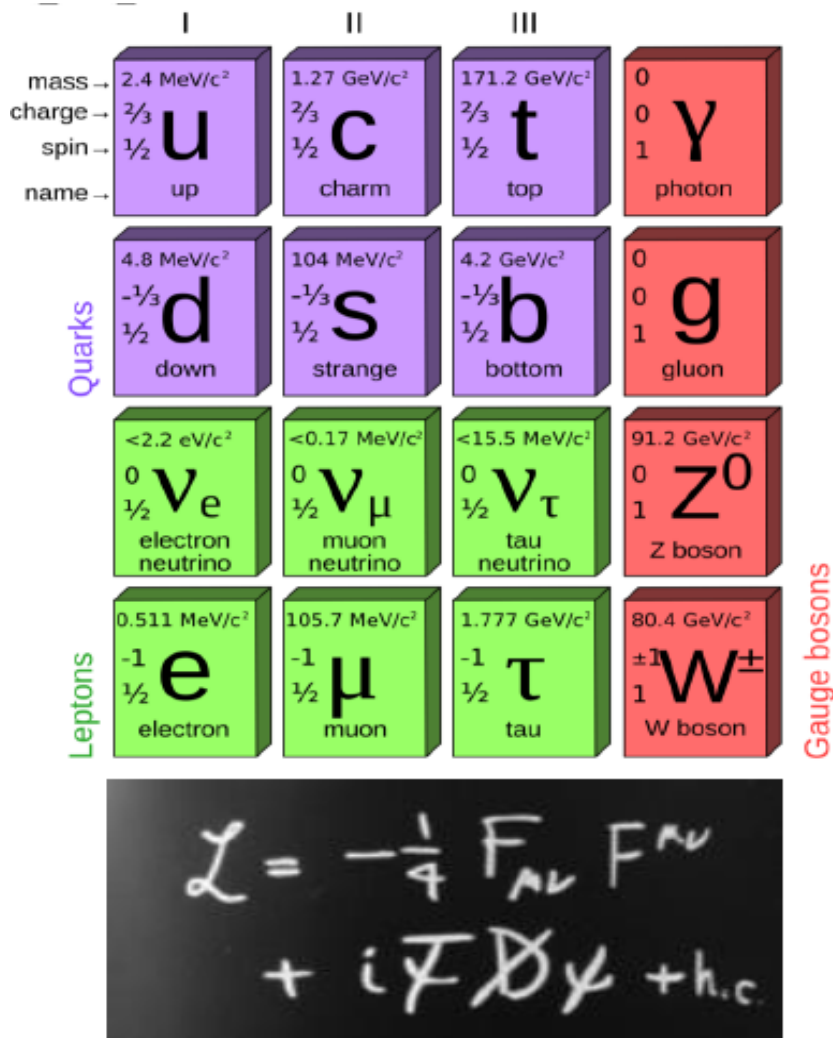 I II III
mass→ 2.4 MeV/c² 1.27 GeV/c² 171.2 GeV/c² 0
charge→ ⅔ ⅔ ⅔ 0
spin→ ½ u ½ c ½ t 1 γ
name→ up charm top photon
4.8 MeV/c² 104 MeV/c² 4.2 GeV/c² 0
-⅓ -⅓ -⅓ 0
½ d ½ s ½ b 1 g
down strange bottom gluon
Quarks
<2.2 eV/c² <0.17 MeV/c² <15.5 MeV/c² 91.2 GeV/c²
0 0 0 0
½ νe ½ νμ ½ ντ 1 Z⁰
electron muon tau Z boson
neutrino neutrino neutrino
0.511 MeV/c² 105.7 MeV/c² 1.777 GeV/c² 80.4 GeV/c²
-1 -1 -1 ±1
½ e ½ μ ½ τ 1 W±
electron muon tau W boson
Leptons
Gauge bosons
ℒ = -¼ Fμν Fμν
+ i ψ̄ D̸ ψ + h.c.